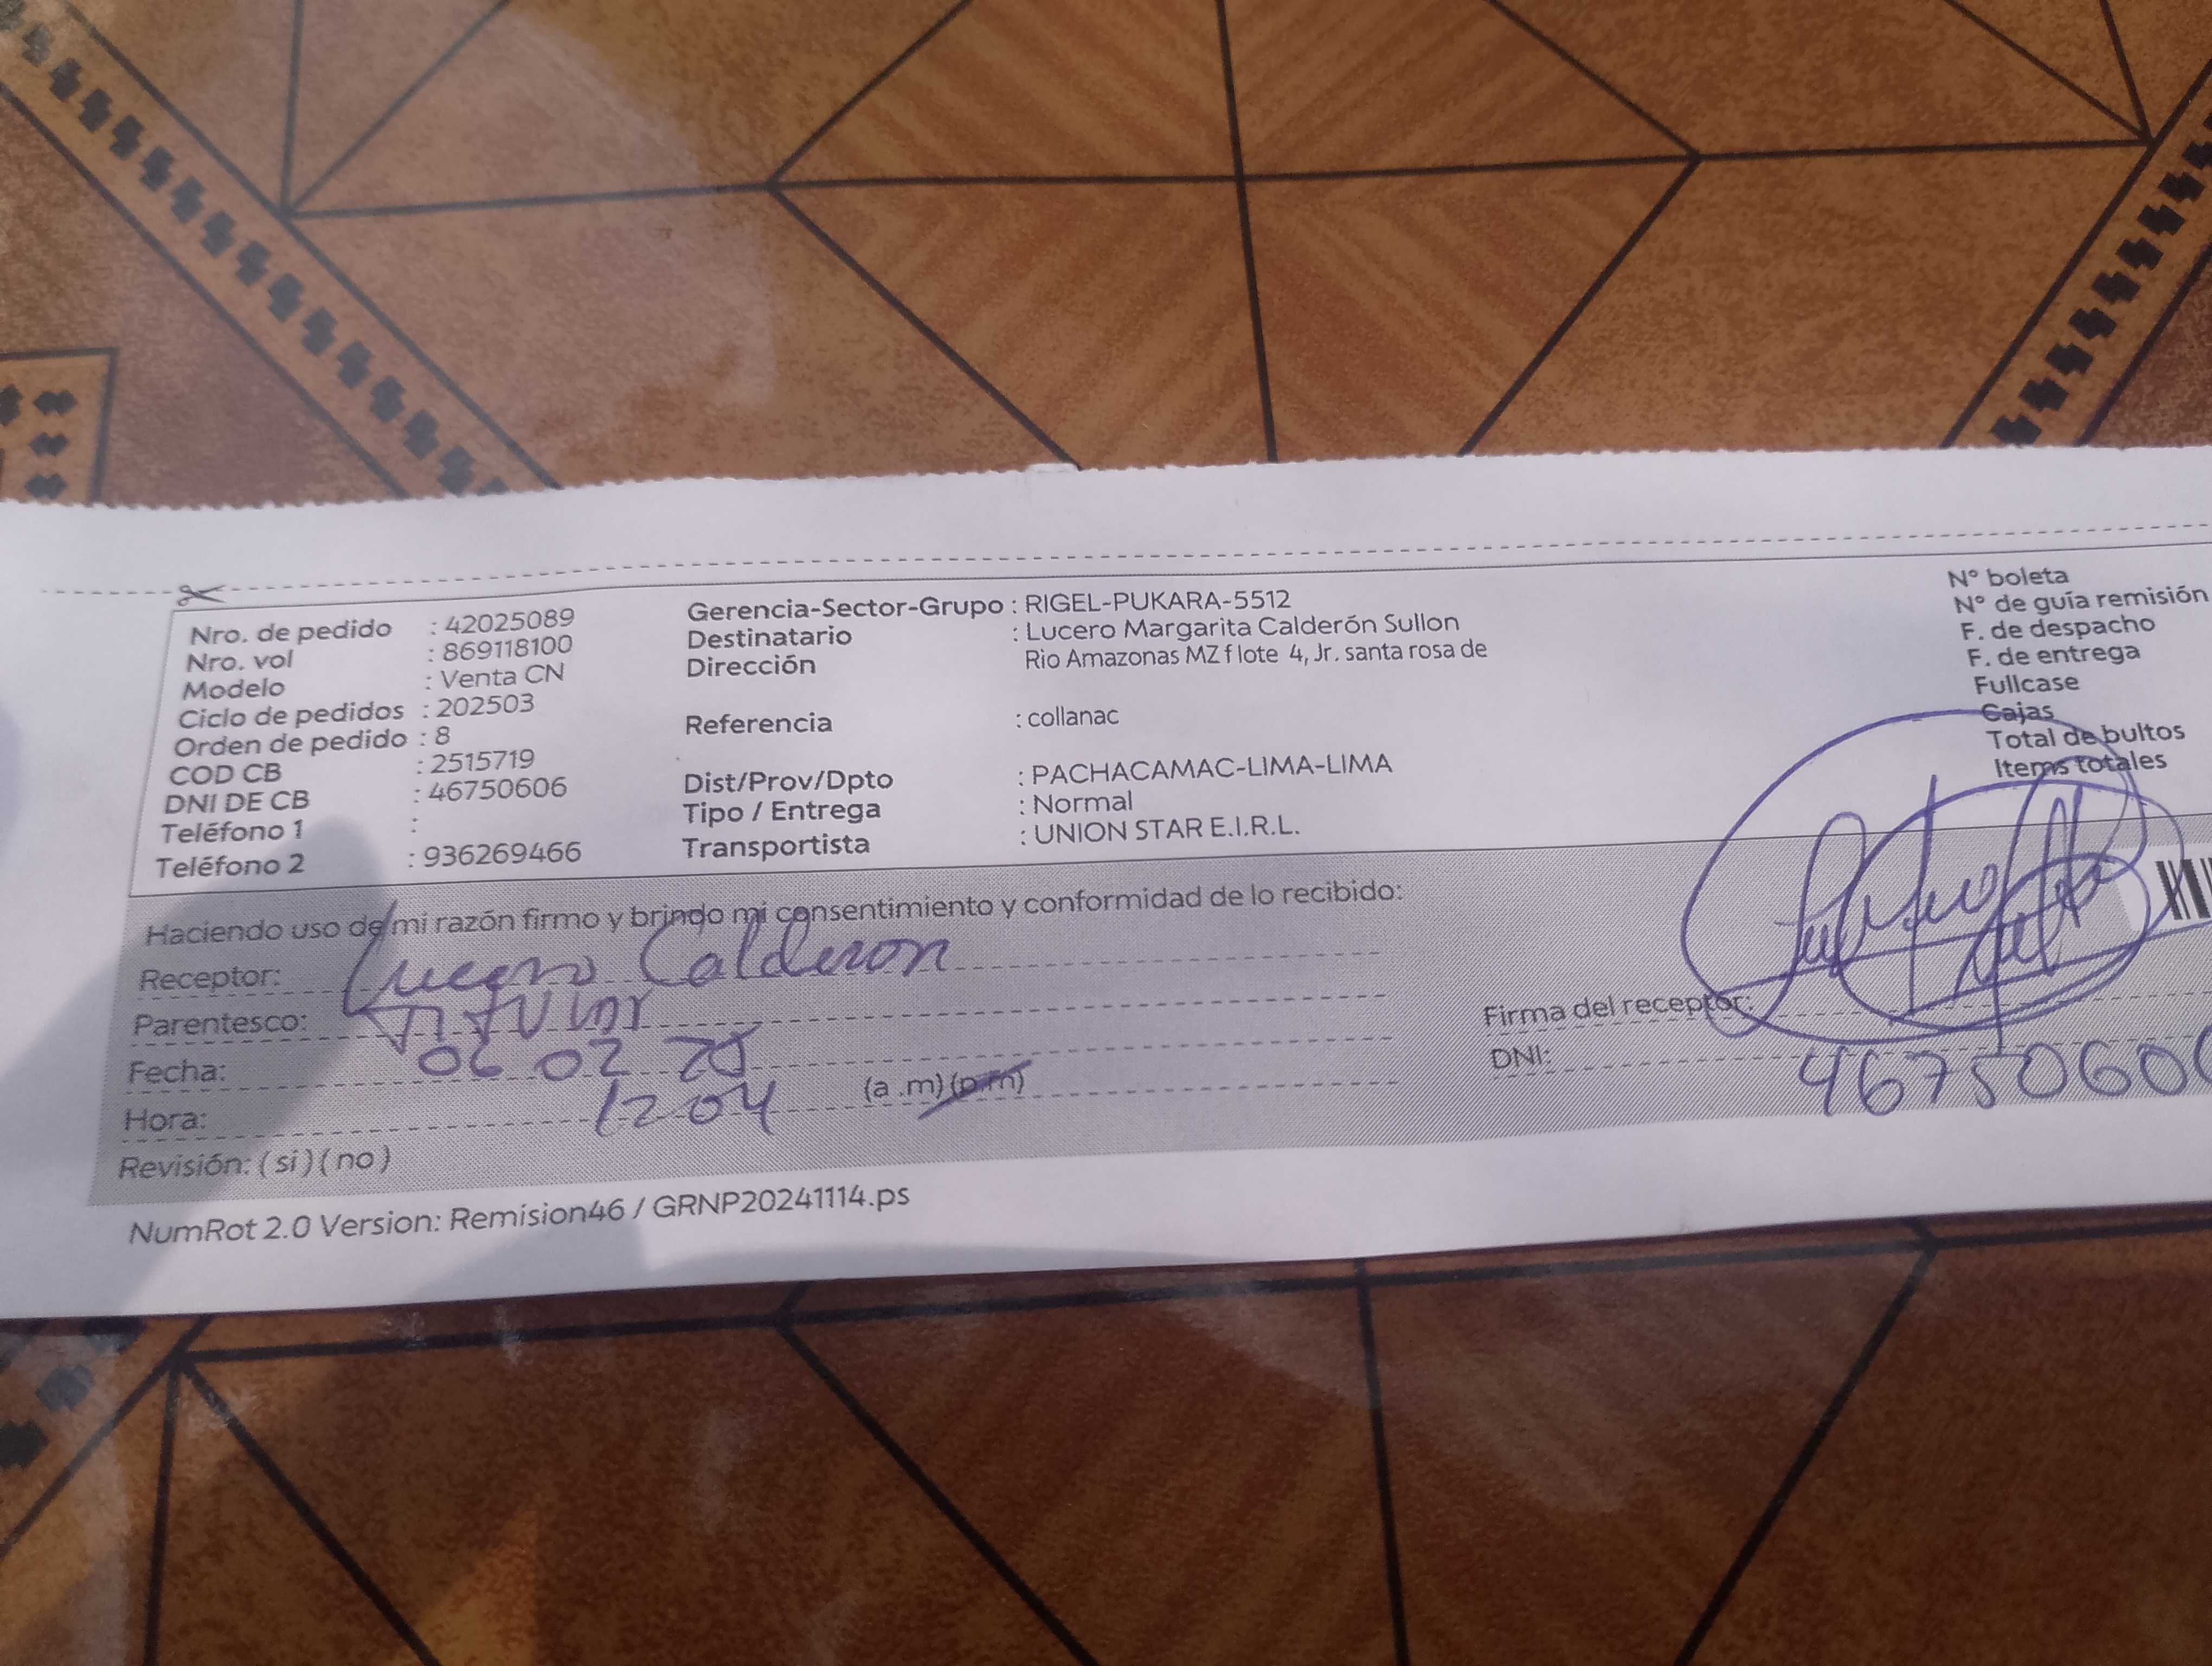 Nro. de pedido : 42025089
Nro. vol : 869118100
Modelo : Venta CN
Ciclo de pedidos : 202503
Orden de pedido : 8
COD CB : 2515719
DNI DE CB : 46750606
Teléfono 1 :
Teléfono 2 : 936269466
Gerencia-Sector-Grupo : RIGEL-PUKARA-5512
Destinatario : Lucero Margarita Calderón Sullon
Dirección Rio Amazonas MZ f lote 4, Jr. santa rosa de
Referencia : collanac
Dist/Prov/Dpto : PACHACAMAC-LIMA-LIMA
Tipo / Entrega : Normal
Transportista : UNION STAR E.I.R.L.
N° boleta
N° de guía remisión
F. de despacho
F. de entrega
Fullcase
Cajas
Total de bultos
Items totales
Haciendo uso de mi razón firmo y brindo mi consentimiento y conformidad de lo recibido:
Receptor: Lucero Calderon
Parentesco: Titular
Fecha: 06 02 25
Hora: 1204 (a .m) (p.m)
Revisión: ( si ) ( no )
Firma del receptor:
DNI: 4675060
NumRot 2.0 Version: Remision46 / GRNP20241114.ps